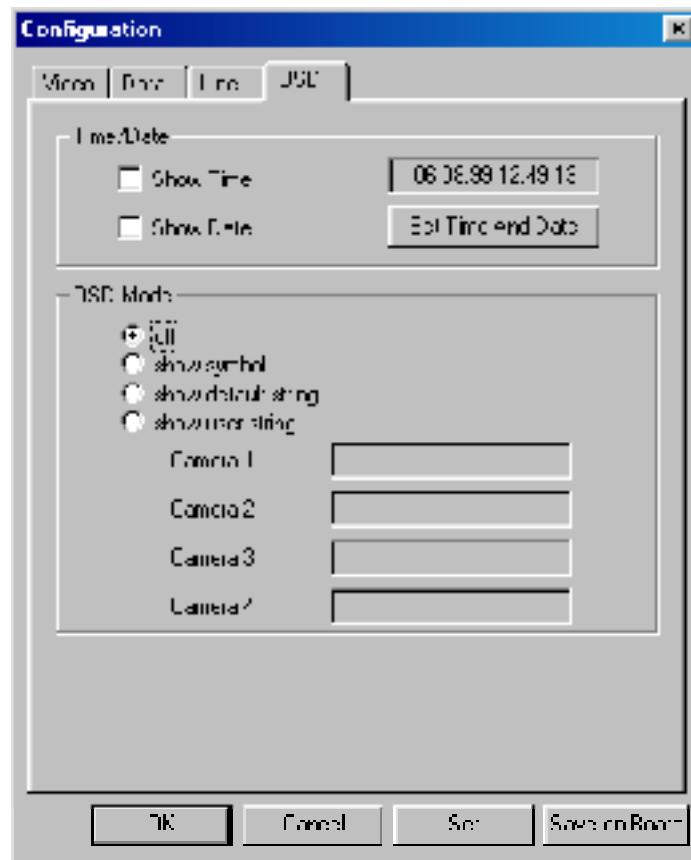 Configuration
Video Data Line OSD
Time/Date
Show Time 06.08.99 12:49:13
Show Date Set Time And Date
OSD Mode
off
show symbol
show default string
show user string
Camera 1
Camera 2
Camera 3
Camera 4
OK Cancel Set Save on Board